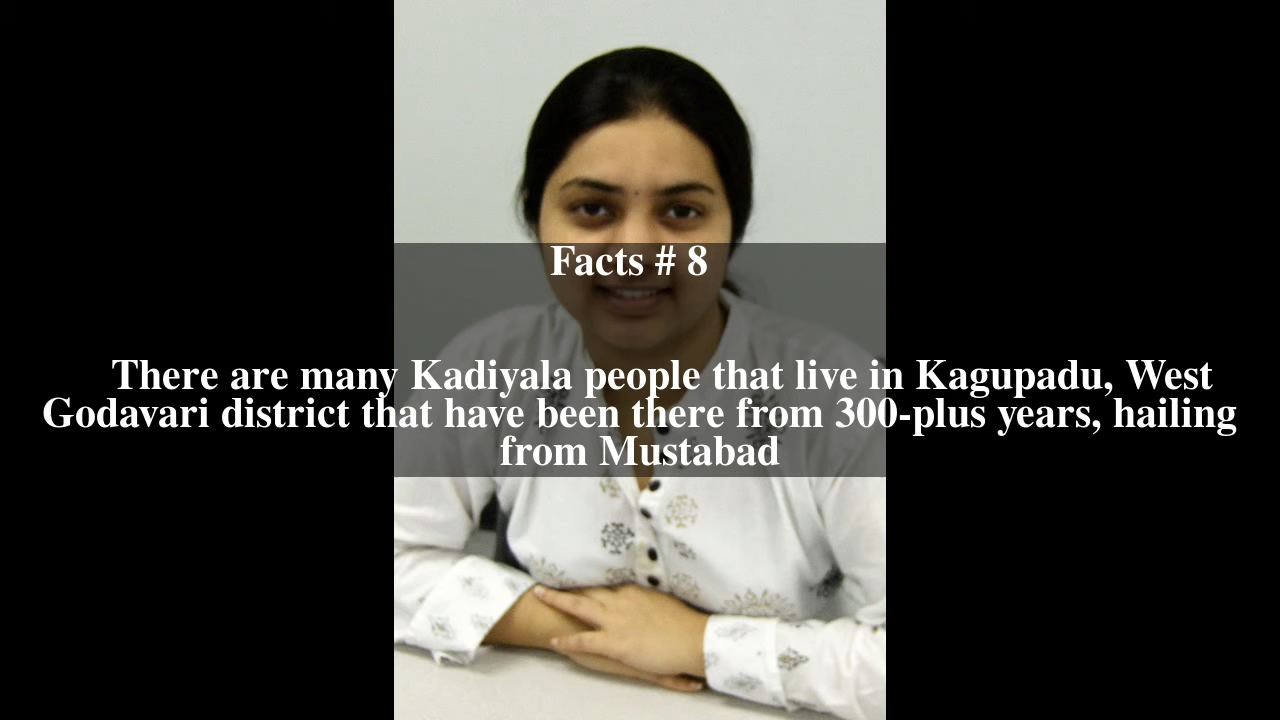 Facts # 8
There are many Kadiyala people that live in Kagupadu, West
Godavari district that have been there from 300-plus years, hailing
from Mustabad